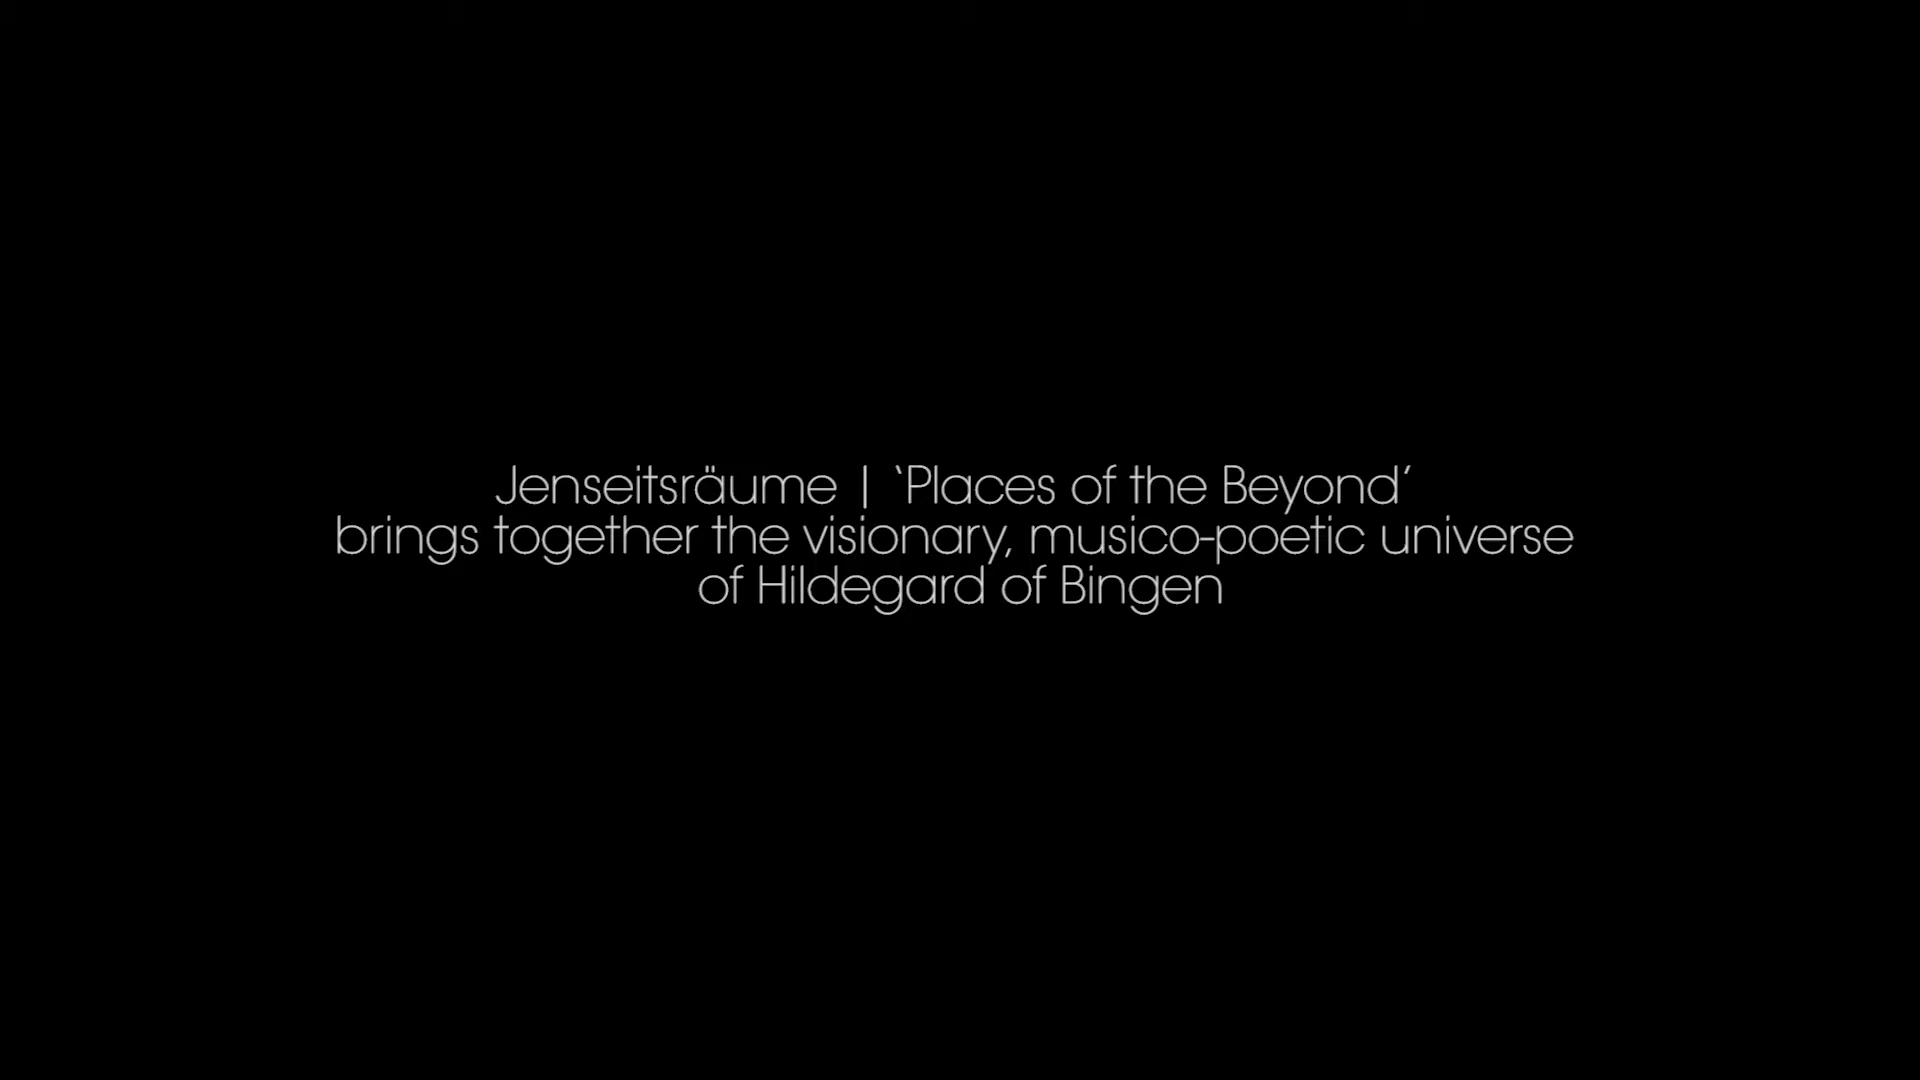 Jenseitsräume | ‘Places of the Beyond’
brings together the visionary, musico-poetic universe
of Hildegard of Bingen